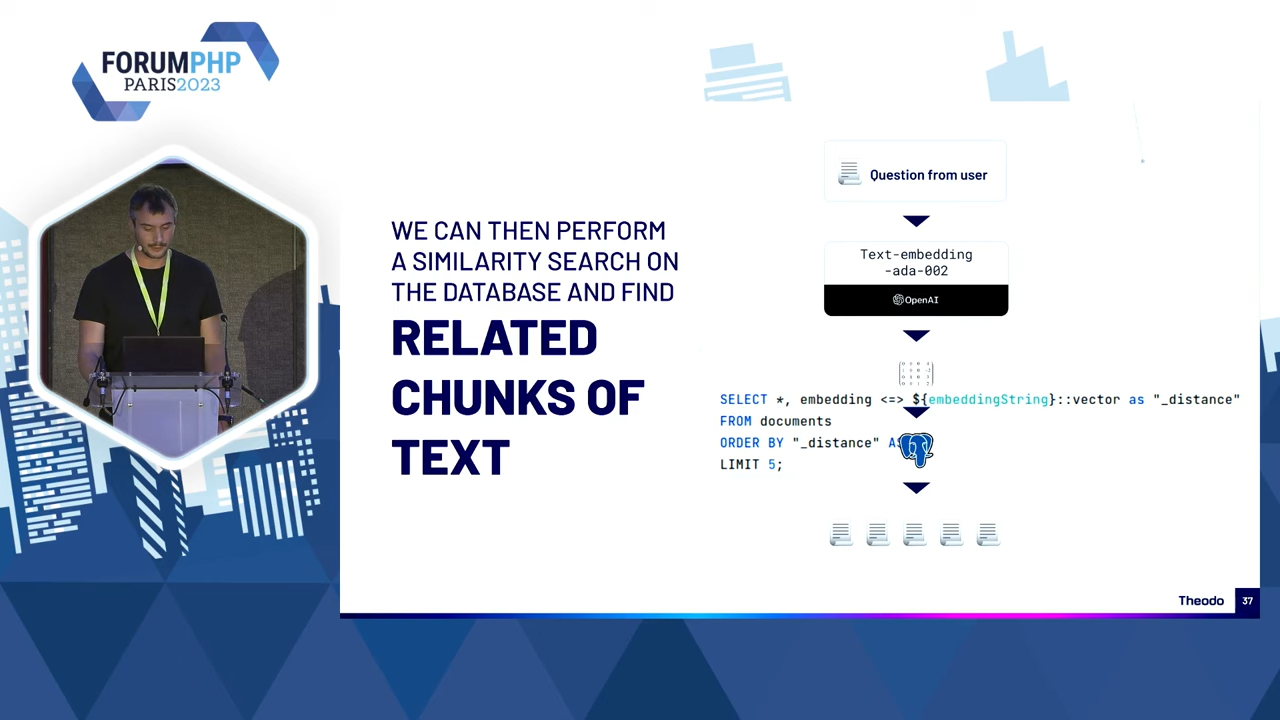 FORUMPHP
PARIS2023
WE CAN THEN PERFORM
A SIMILARITY SEARCH ON
THE DATABASE AND FIND
RELATED
CHUNKS OF
TEXT
Question from user
Text-embedding
-ada-002
OpenAI
SELECT *, embedding <=> ${embeddingString}::vector as "_distance"
FROM documents
ORDER BY "_distance"
LIMIT 5;
Theodo
37